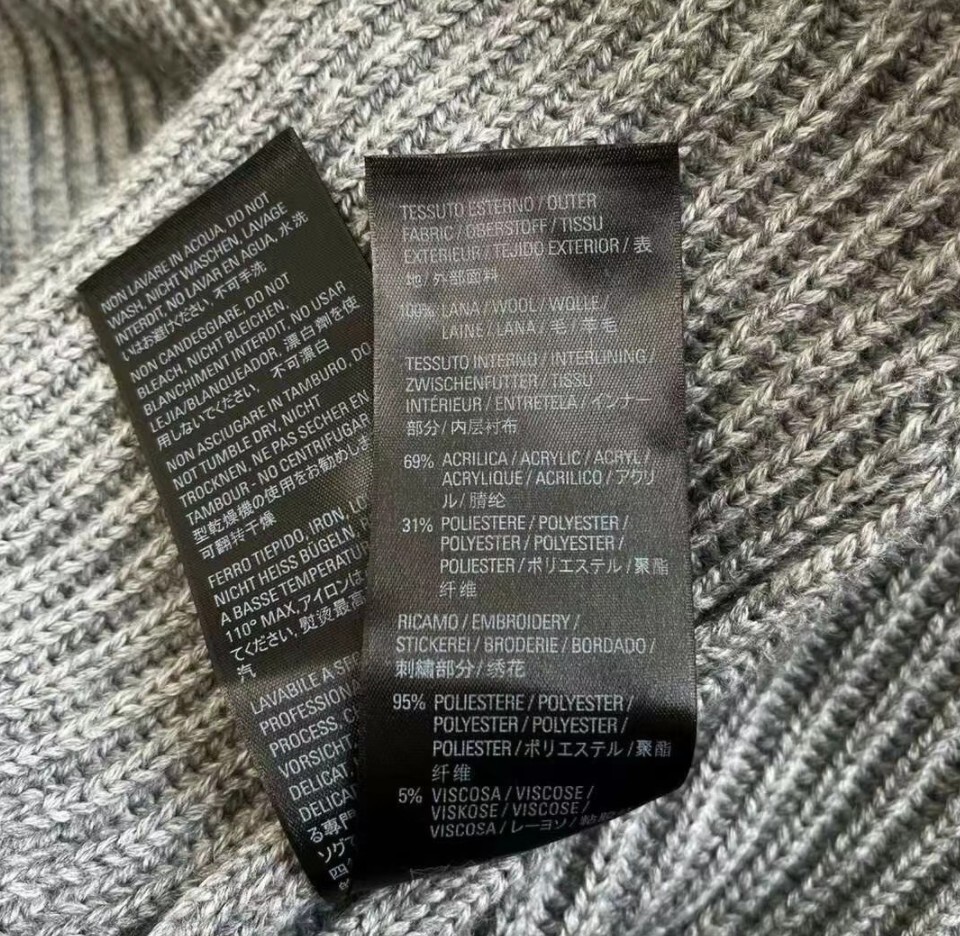 NON LAVARE IN ACQUA, DO NOT
WASH, NICHT WASCHEN, LAVAGE
INTERDIT, NO LAVAR EN AGUA, 水洗
いはお避けください, 不可手洗
NON CANDEGGIARE, DO NOT
BLEACH, NICHT BLEICHEN,
BLANCHIMENT INTERDIT, NO USAR
LEJIA/BLANQUEADOR, 漂白劑を使
用しないでください 不可漂白
NON ASCIUGARE IN TAMBURO, DO
NOT TUMBLE DRY, NICHT
TROCKNEN, NE PAS SECHER EN
TAMBOUR - NO CENTRIFUGAR
型乾燥機の使用をお勧めしま
可翻转干燥
FERRO TIEPIDO, IRON,
NICHT HEISS BÜGELN,
A BASSE
110° MAX, アイロンは
てください, 熨烫最高
汽
LAVABILE A
PROCESS,
VORSICHT
DELICAT,
る専門
TESSUTO ESTERNO / OUTER
FABRIC / OBERSTOFF / TISSU
EXTERIEUR / TEJIDO EXTERIOR / 表
地 / 外部面料
100% LANA / WOOL / WOLLE /
LAINE / LANA / 毛 / 羊毛
TESSUTO INTERNO / INTERLINING /
ZWISCHENFUTTER / TISSU
INTÉRIEUR / ENTRETELA / インナー
部分 / 内层衬布
69% ACRILICA / ACRYLIC / ACRYL /
ACRYLIQUE / ACRILICO / アクリ
ル / 腈纶
31% POLIESTERE / POLYESTER /
POLYESTER / POLYESTER /
POLIESTER / ポリエステル / 聚酯
纤维
RICAMO / EMBROIDERY /
STICKEREI / BRODERIE / BORDADO /
刺繍部分 / 绣花
95% POLIESTERE / POLYESTER /
POLYESTER / POLYESTER /
POLIESTER / ポリエステル / 聚酯
纤维
5% VISCOSA / VISCOSE /
VISKOSE / VISCOSE /
VISCOSA / レーヨン /